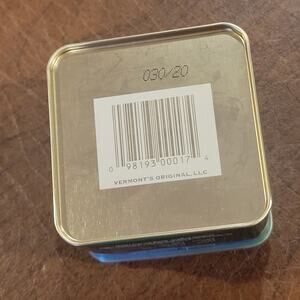 030/20
0 98193 00017 4
VERMONT'S ORIGINAL, LLC